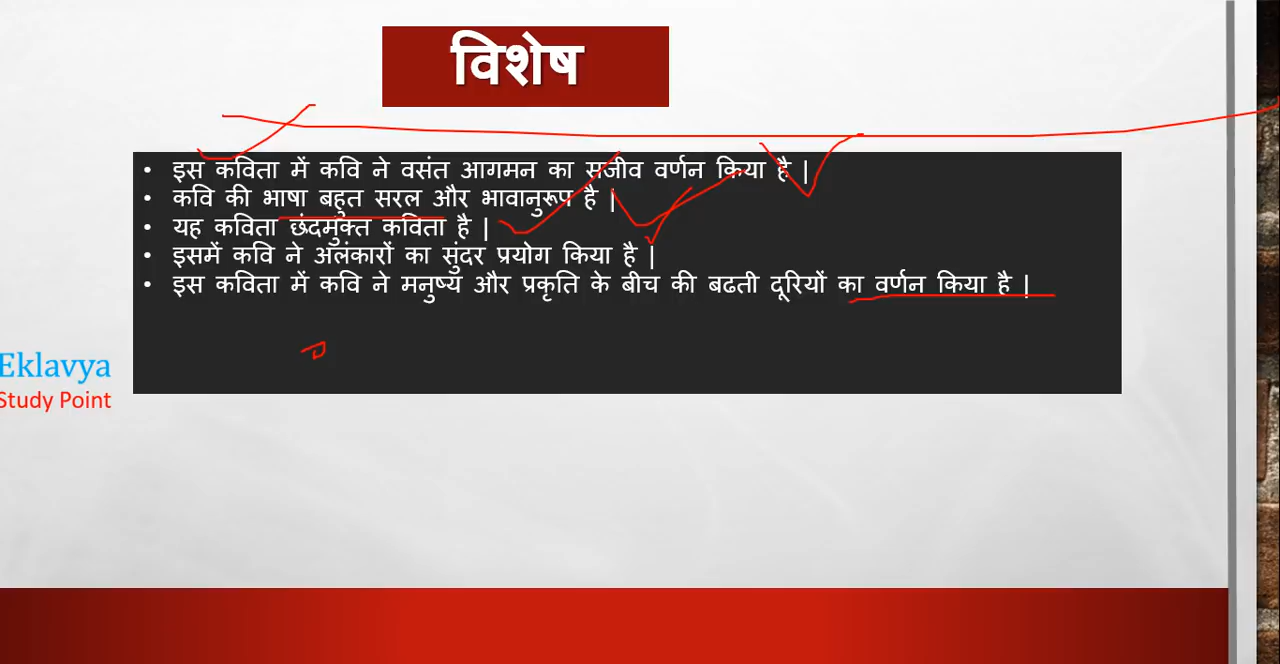 विशेष
• इस कविता में कवि ने वसंत आगमन का सजीव वर्णन किया है |
• कवि की भाषा बहुत सरल और भावानुरूप है |
• यह कविता छंदमुक्त कविता है |
• इसमें कवि ने अलंकारों का सुंदर प्रयोग किया है |
• इस कविता में कवि ने मनुष्य और प्रकृति के बीच की बढती दूरियों का वर्णन किया है |
Eklavya
Study Point